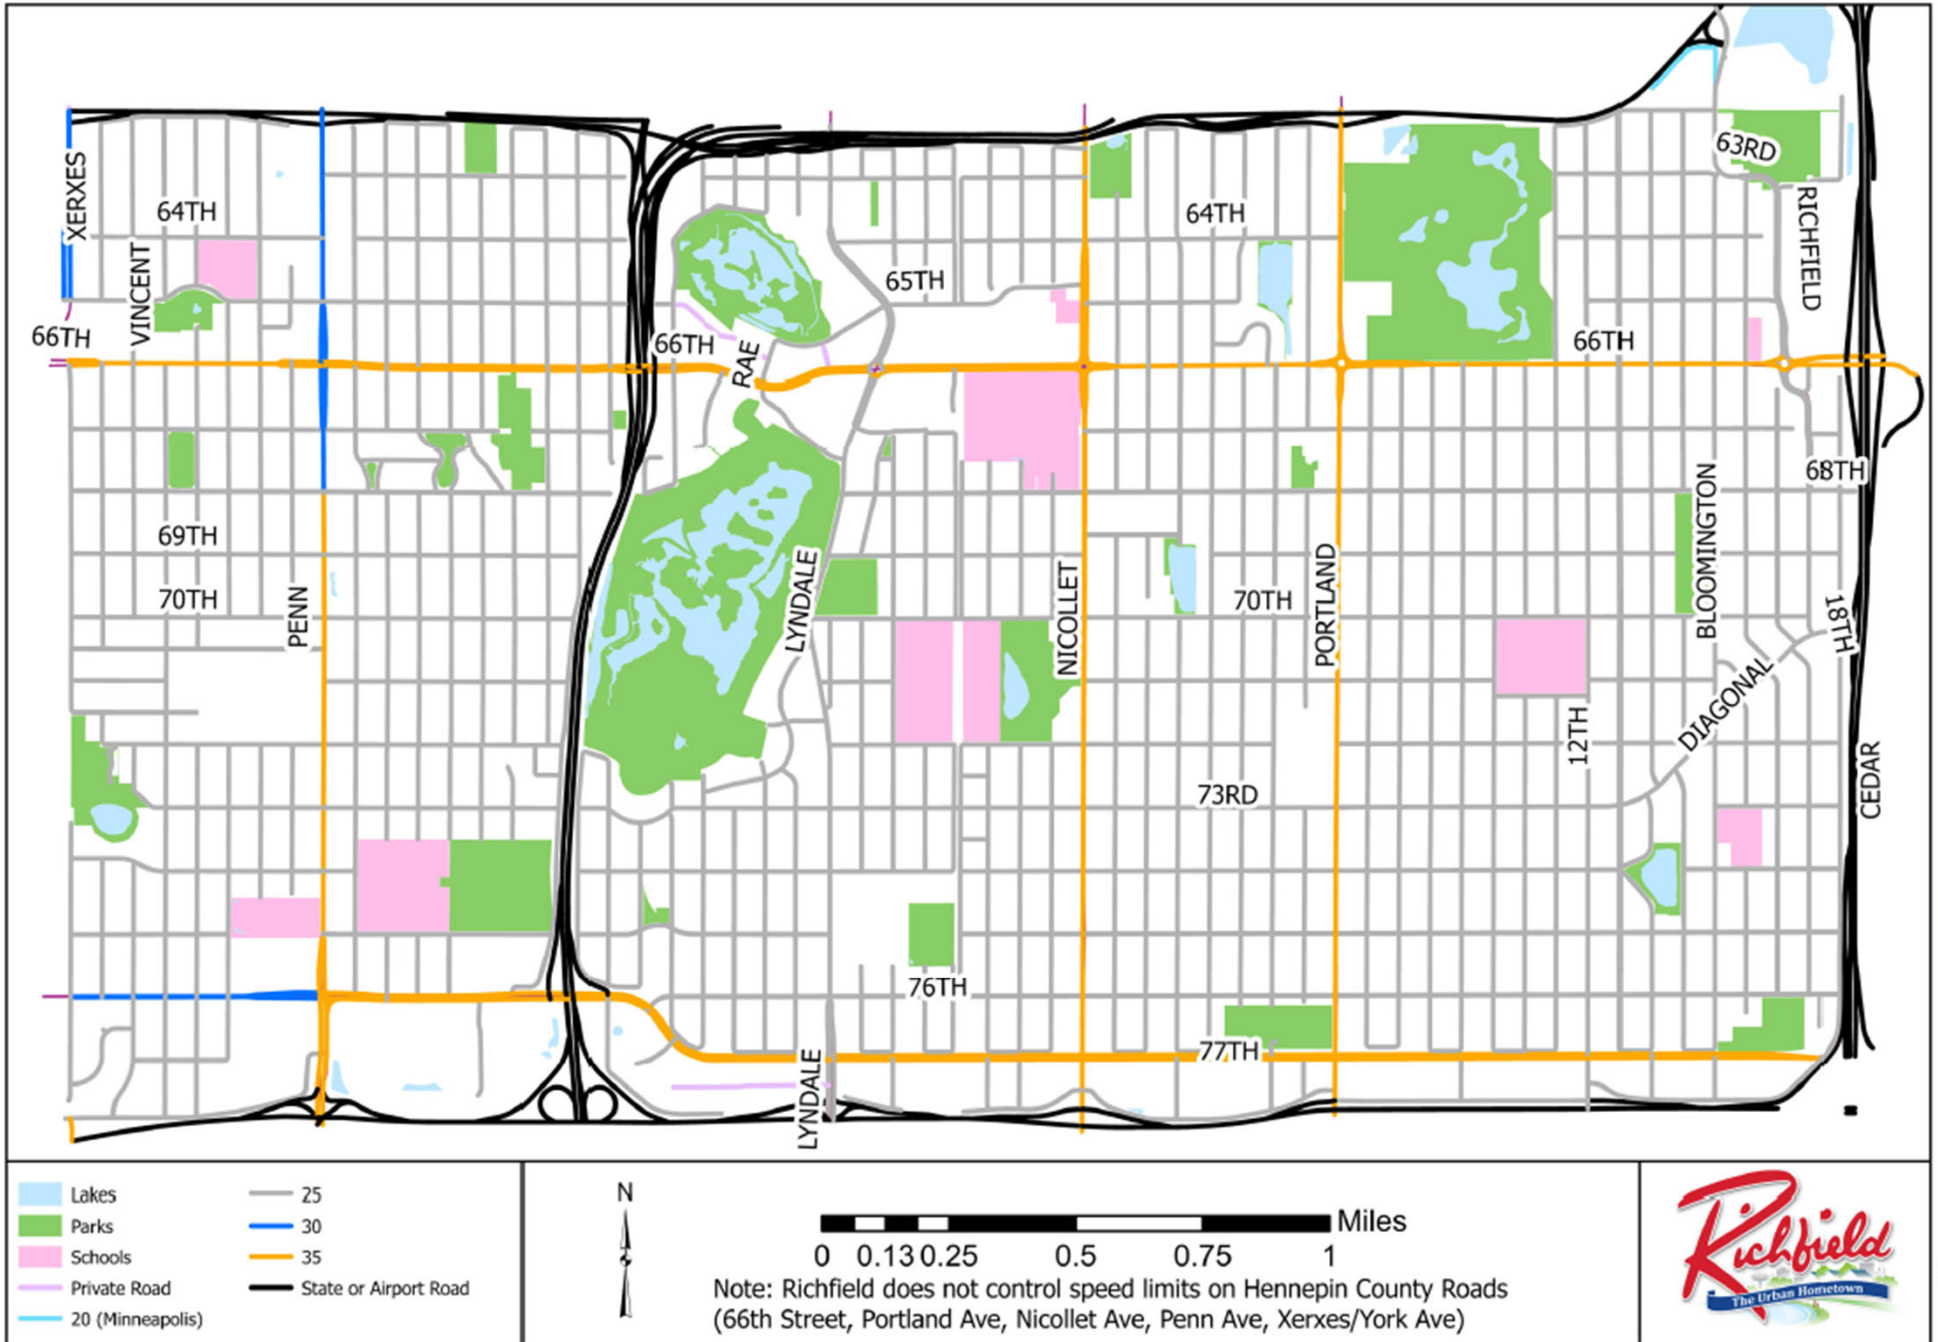 63RD
XERXES
64TH
64TH
RICHFIELD
VINCENT
65TH
66TH
66TH
RAE
66TH
68TH
BLOOMINGTON
69TH
LYNDALE
NICOLLET
PORTLAND
70TH
70TH
PENN
18TH
DIAGONAL
12TH
CEDAR
73RD
76TH
77TH
LYNDALE
Lakes
Parks
Schools
Private Road
20 (Minneapolis)
25
30
35
State or Airport Road
N
Miles
0 0.13 0.25 0.5 0.75 1
Note: Richfield does not control speed limits on Hennepin County Roads
(66th Street, Portland Ave, Nicollet Ave, Penn Ave, Xerxes/York Ave)
Richfield
The Urban Hometown